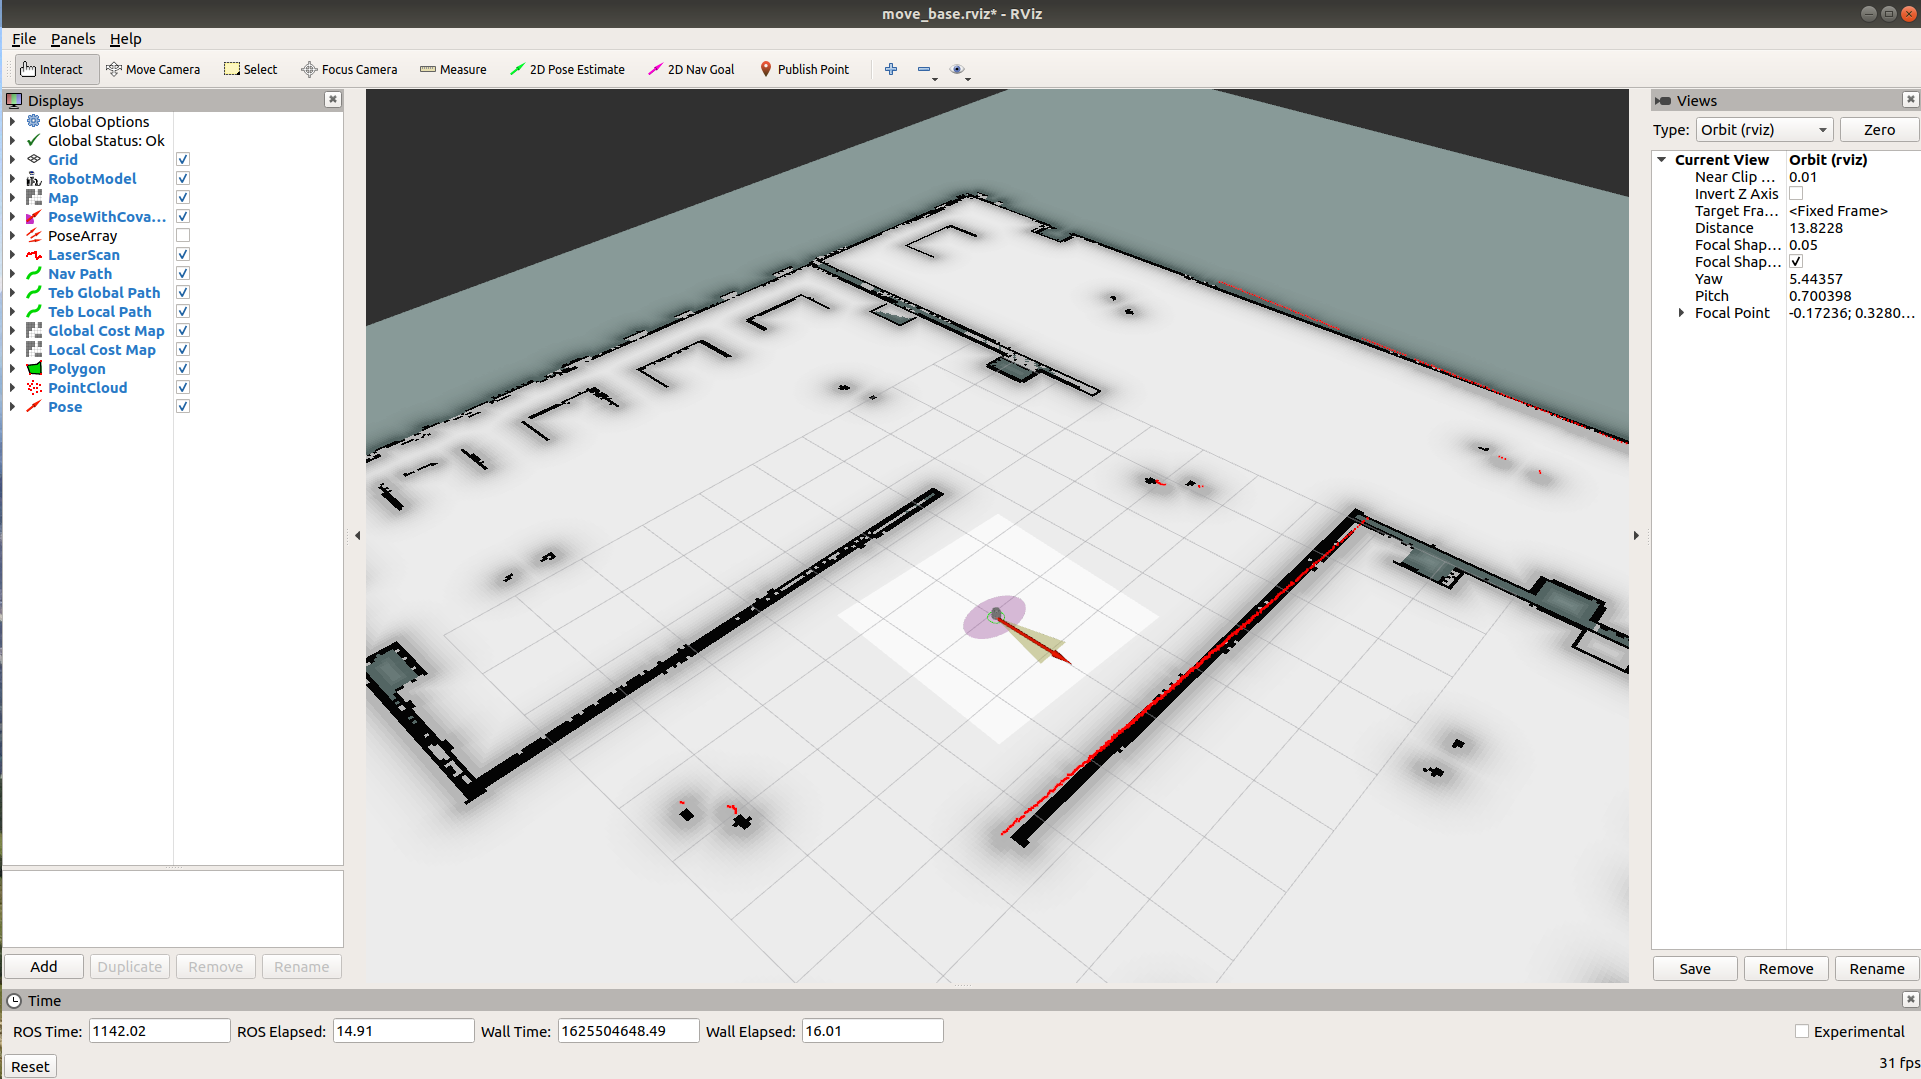 move_base.rviz* - RViz
File Panels Help
Interact Move Camera Select Focus Camera Measure 2D Pose Estimate 2D Nav Goal Publish Point
Displays
Global Options
Global Status: Ok
Grid
RobotModel
Map
PoseWithCova...
PoseArray
LaserScan
Nav Path
Teb Global Path
Teb Local Path
Global Cost Map
Local Cost Map
Polygon
PointCloud
Pose
Add Duplicate Remove Rename
Views
Type: Orbit (rviz) Zero
Current View Orbit (rviz)
Near Clip ... 0.01
Invert Z Axis
Target Fra... <Fixed Frame>
Distance 13.8228
Focal Shap... 0.05
Focal Shap...
Yaw 5.44357
Pitch 0.700398
Focal Point -0.17236; 0.3280...
Save Remove Rename
Time
ROS Time: 1142.02 ROS Elapsed: 14.91 Wall Time: 1625504648.49 Wall Elapsed: 16.01 Experimental
Reset 31 fps